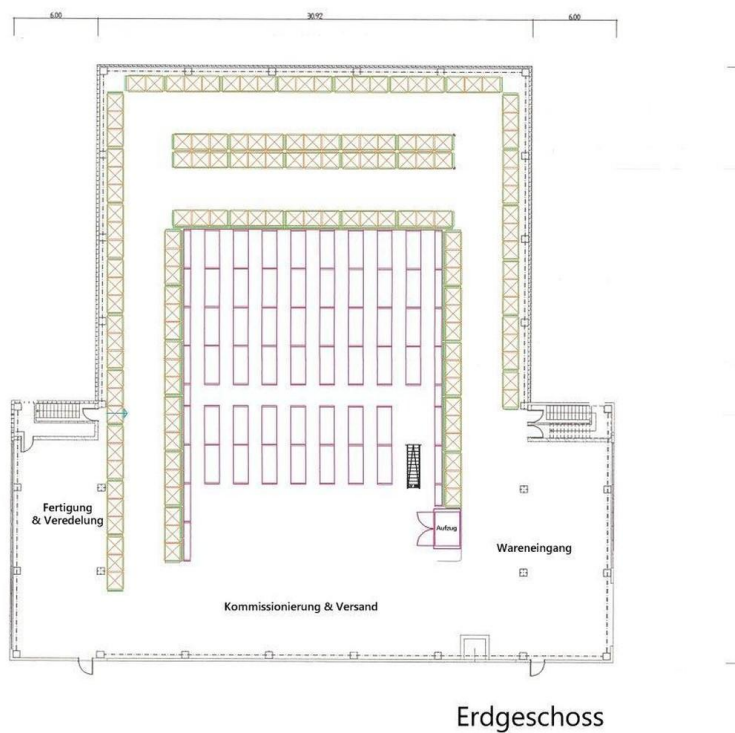 6.00 30.92 6.00
Fertigung
& Veredelung
Aufzug
Wareneingang
Kommissionierung & Versand
Erdgeschoss